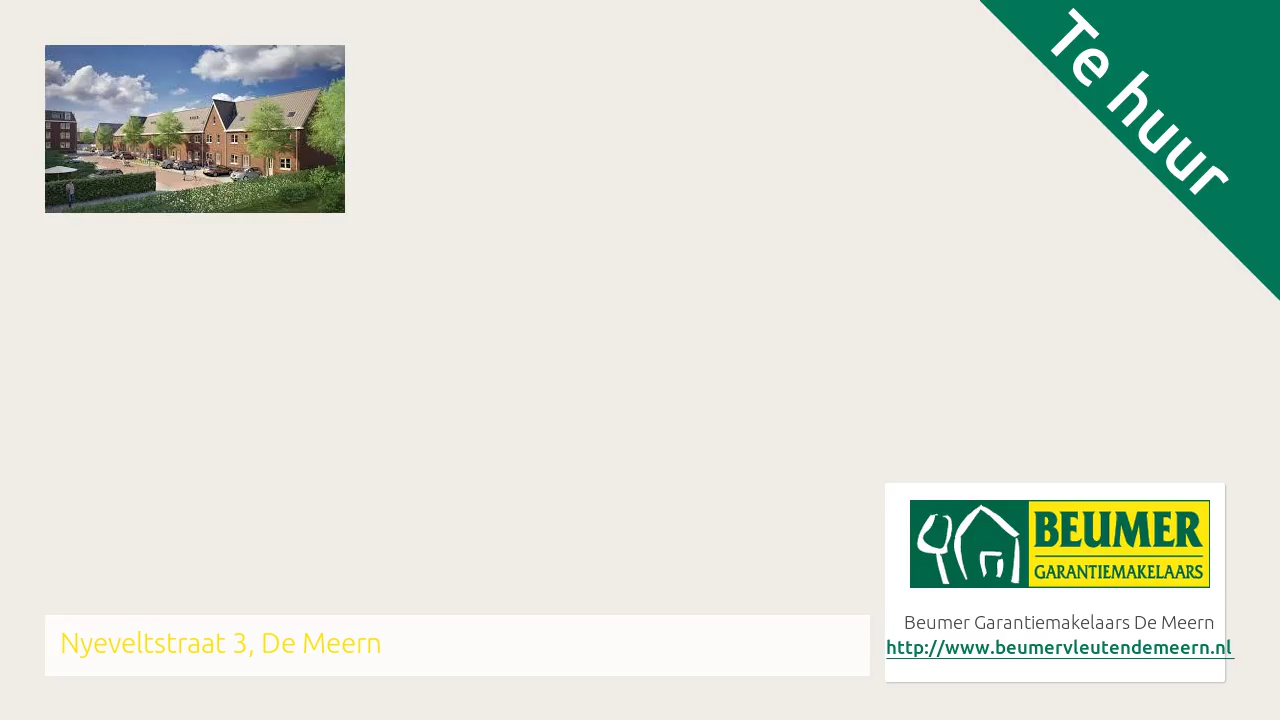 Te huur
BEUMER
GARANTIEMAKELAARS
Beumer Garantiemakelaars De Meern
http://www.beumervleutendemeern.nl
Nyeveltstraat 3, De Meern